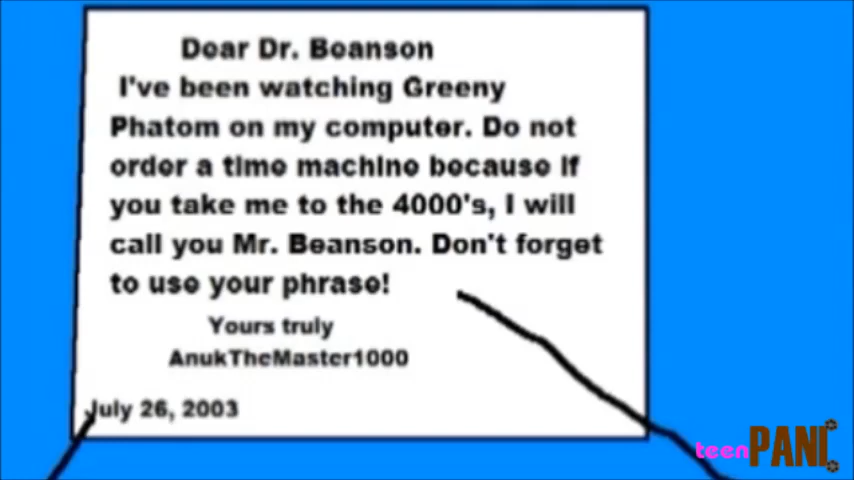 Dear Dr. Beanson
I've been watching Greeny
Phatom on my computer. Do not
order a time machine because if
you take me to the 4000's, I will
call you Mr. Beanson. Don't forget
to use your phrase!
Yours truly
AnukTheMaster1000
July 26, 2003
teenPANI